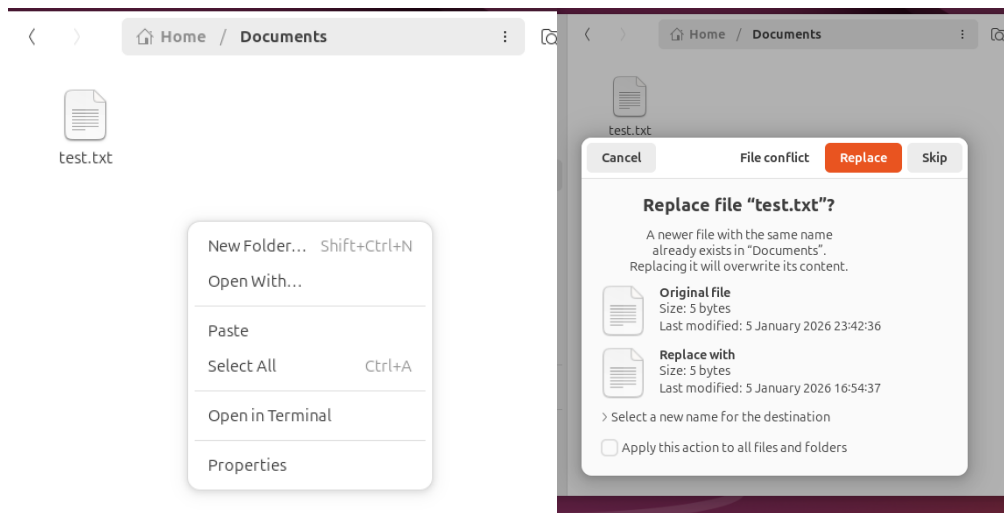 Home / Documents
test.txt
New Folder… Shift+Ctrl+N
Open With…
Paste
Select All Ctrl+A
Open in Terminal
Properties
Home / Documents
test.txt
Cancel File conflict Replace Skip
Replace file “test.txt”?
A newer file with the same name
already exists in “Documents”.
Replacing it will overwrite its content.
Original file
Size: 5 bytes
Last modified: 5 January 2026 23:42:36
Replace with
Size: 5 bytes
Last modified: 5 January 2026 16:54:37
Select a new name for the destination
Apply this action to all files and folders